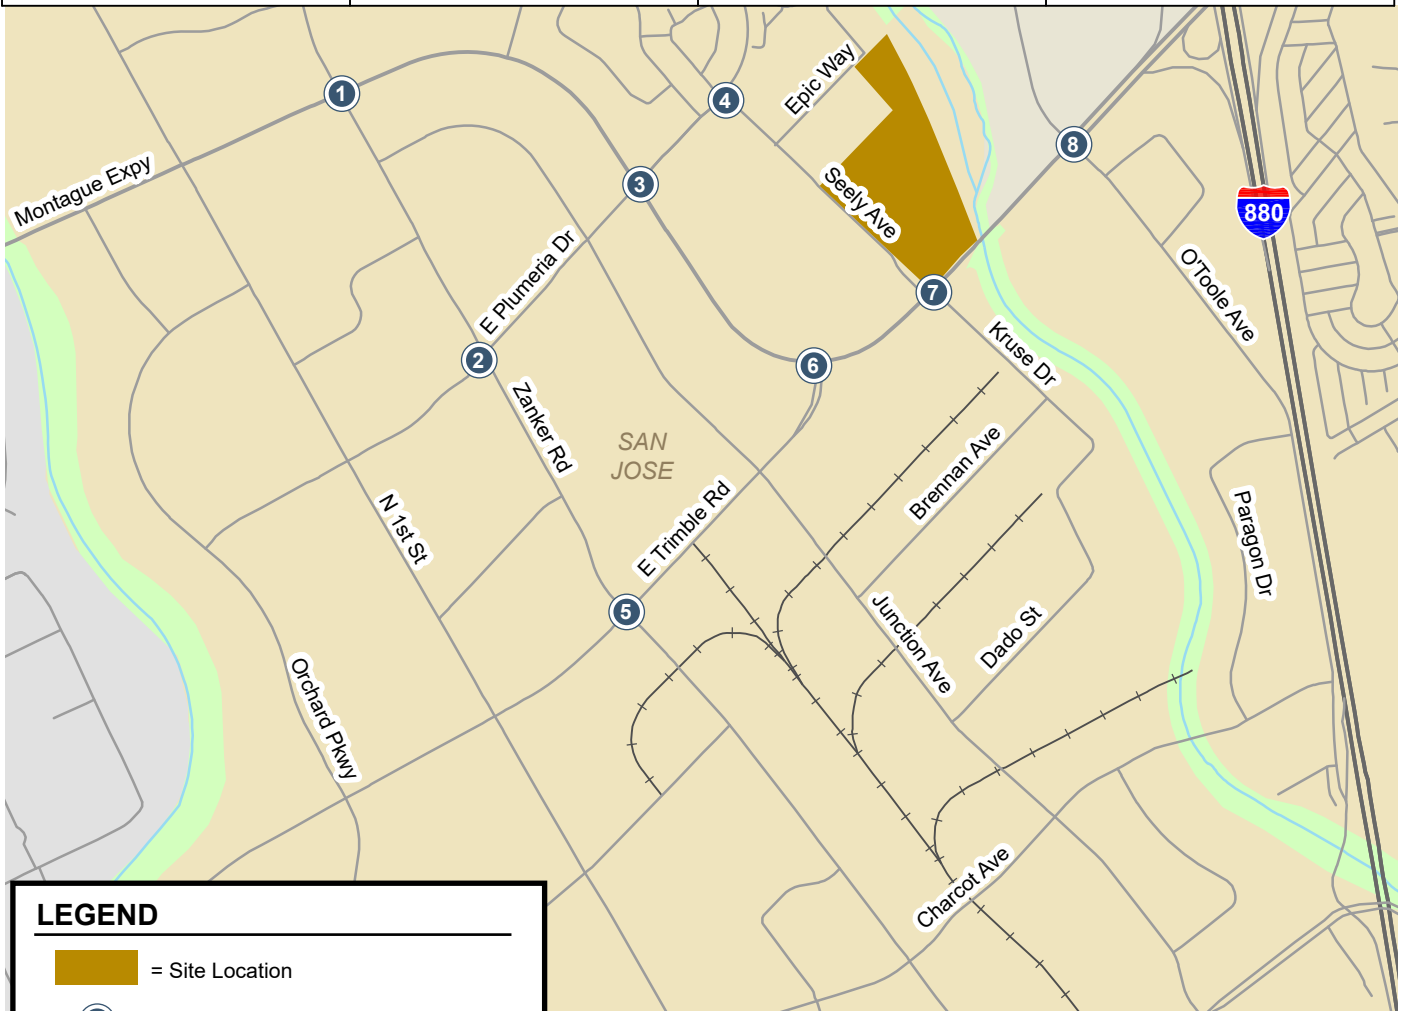 Epic Way
1
4
8
Montague Expy
3
Seely Ave
880
E Plumeria Dr
O'Toole Ave
7
Kruse Dr
2
6
Zanker Rd
SAN
JOSE
Brennan Ave
N 1st St
E Trimble Rd
Paragon Dr
5
Junction Ave
Dado St
Orchard Pkwy
Charcot Ave
LEGEND
= Site Location